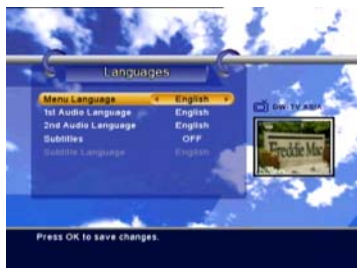 Languages
Menu Language English
1st Audio Language English
2nd Audio Language English
Subtitles OFF
Subtitle Language English
DW-TV ASIA
Freddie Mac
Press OK to save changes.